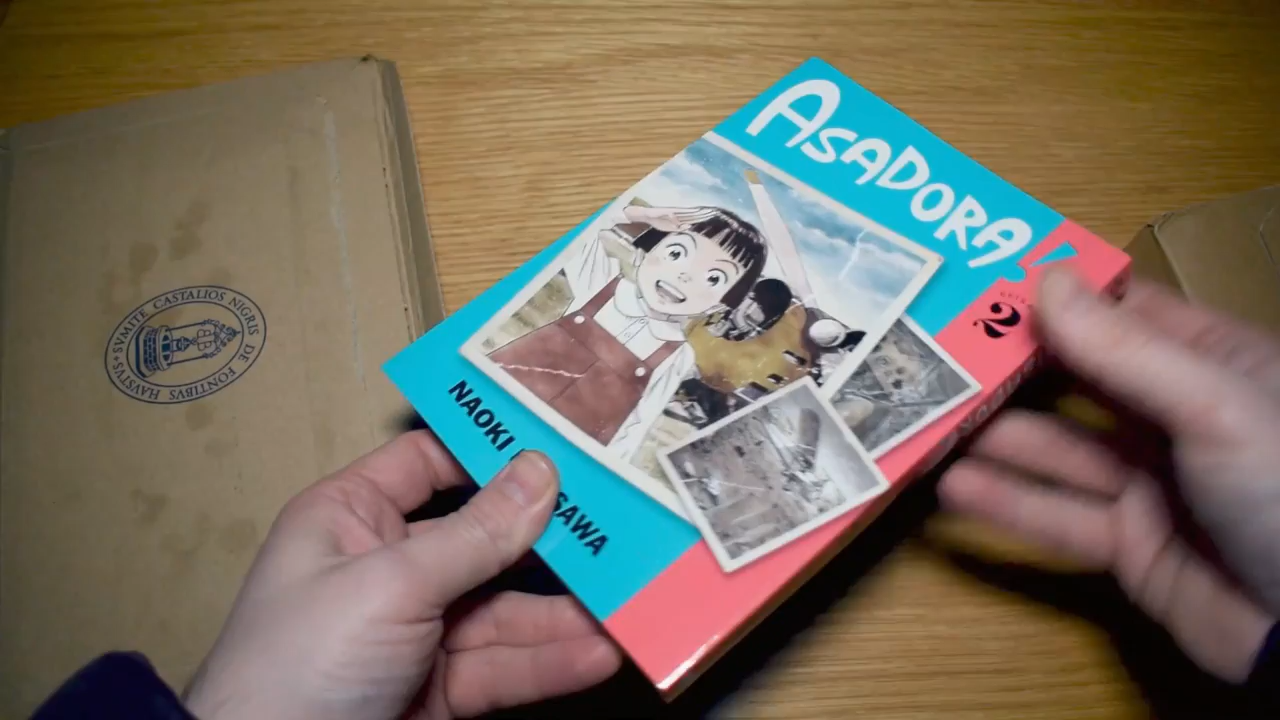 ASADORA!
2
NAOKI
SAWA
SVMITE CASTALIOS NIGRIS DE FONTIBVS HAVSTVS